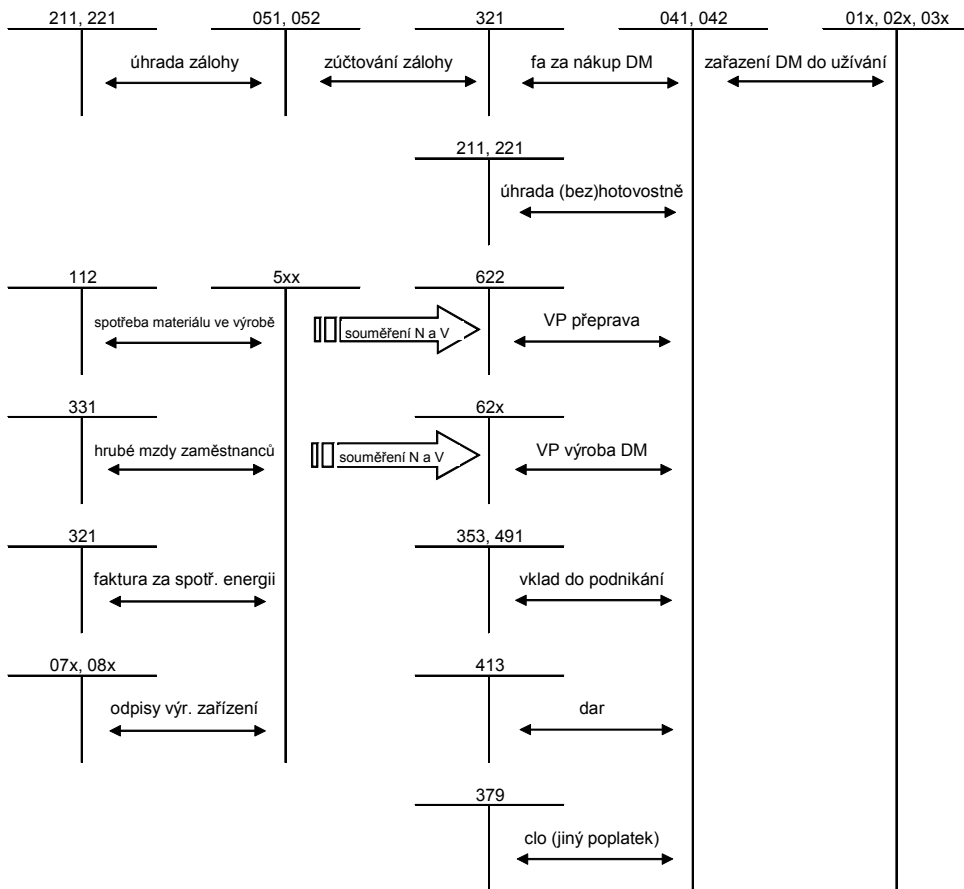 211, 221 051, 052 321 041, 042 01x, 02x, 03x
úhrada zálohy zúčtování zálohy fa za nákup DM zařazení DM do užívání
211, 221
úhrada (bez)hotovostně
112 5xx 622
spotřeba materiálu ve výrobě souměření N a V VP přeprava
331 62x
hrubé mzdy zaměstnanců souměření N a V VP výroba DM
321 353, 491
faktura za spotř. energii vklad do podnikání
07x, 08x 413
odpisy výr. zařízení dar
379
clo (jiný poplatek)